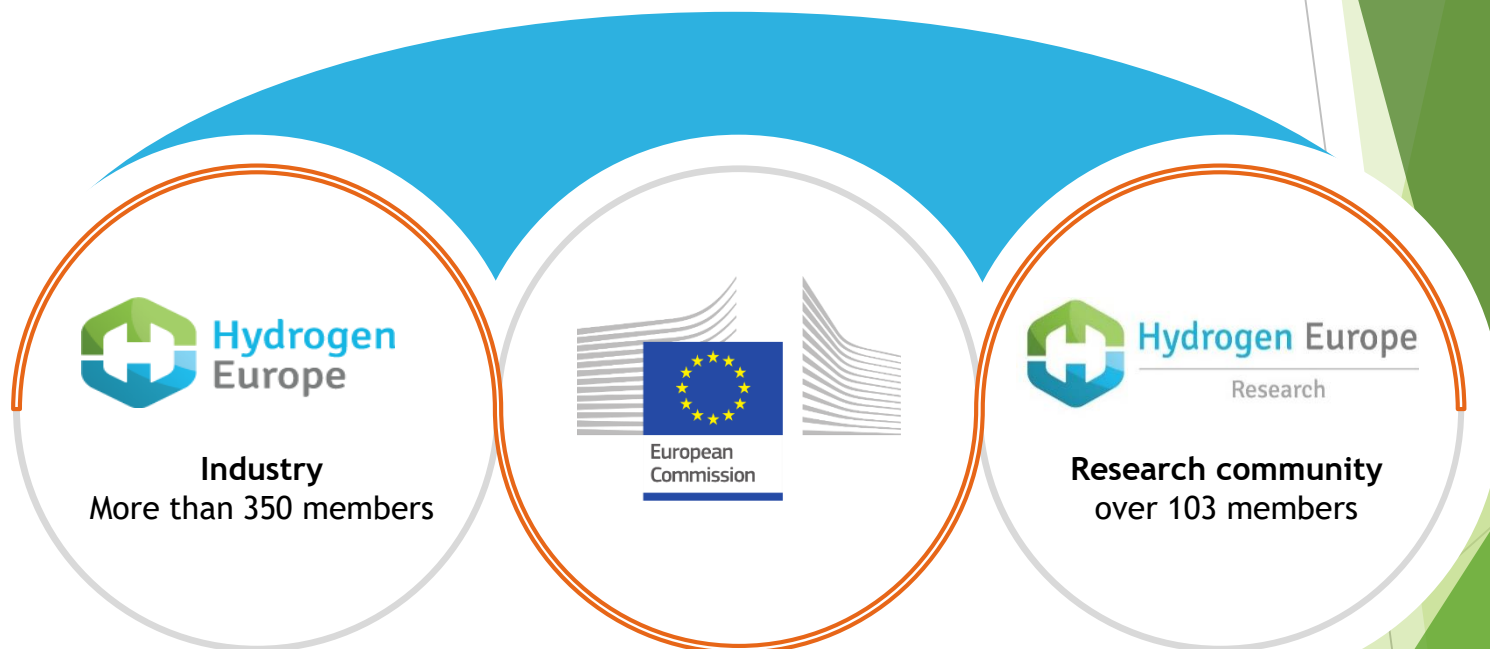 Hydrogen
Europe
Industry
More than 350 members
European
Commission
Hydrogen Europe
Research
Research community
over 103 members